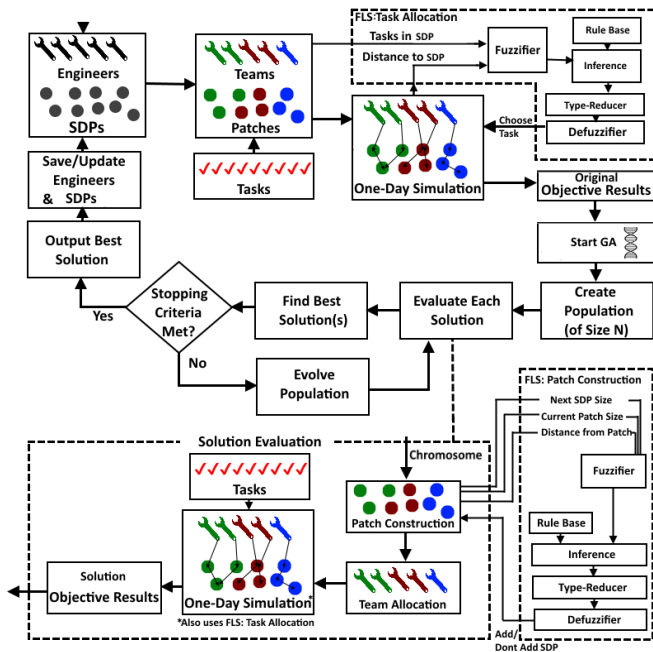 FLS:Task Allocation
Engineers
SDPs
Teams
Patches
Tasks in SDP
Distance to SDP
Fuzzifier
Rule Base
Inference
Type-Reducer
Defuzzifier
Choose
Task
One-Day Simulation
Tasks
Save/Update
Engineers
& SDPs
Original
Objective Results
Output Best
Solution
Start GA
Stopping
Criteria
Met?
Yes
No
Find Best
Solution(s)
Evaluate Each
Solution
Create
Population
(of Size N)
Evolve
Population
FLS: Patch Construction
Next SDP Size
Current Patch Size
Distance from Patch
Fuzzifier
Rule Base
Inference
Type-Reducer
Defuzzifier
Add/
Dont Add SDP
Solution Evaluation
Chromosome
Tasks
Patch Construction
Team Allocation
One-Day Simulation*
*Also uses FLS: Task Allocation
Solution
Objective Results